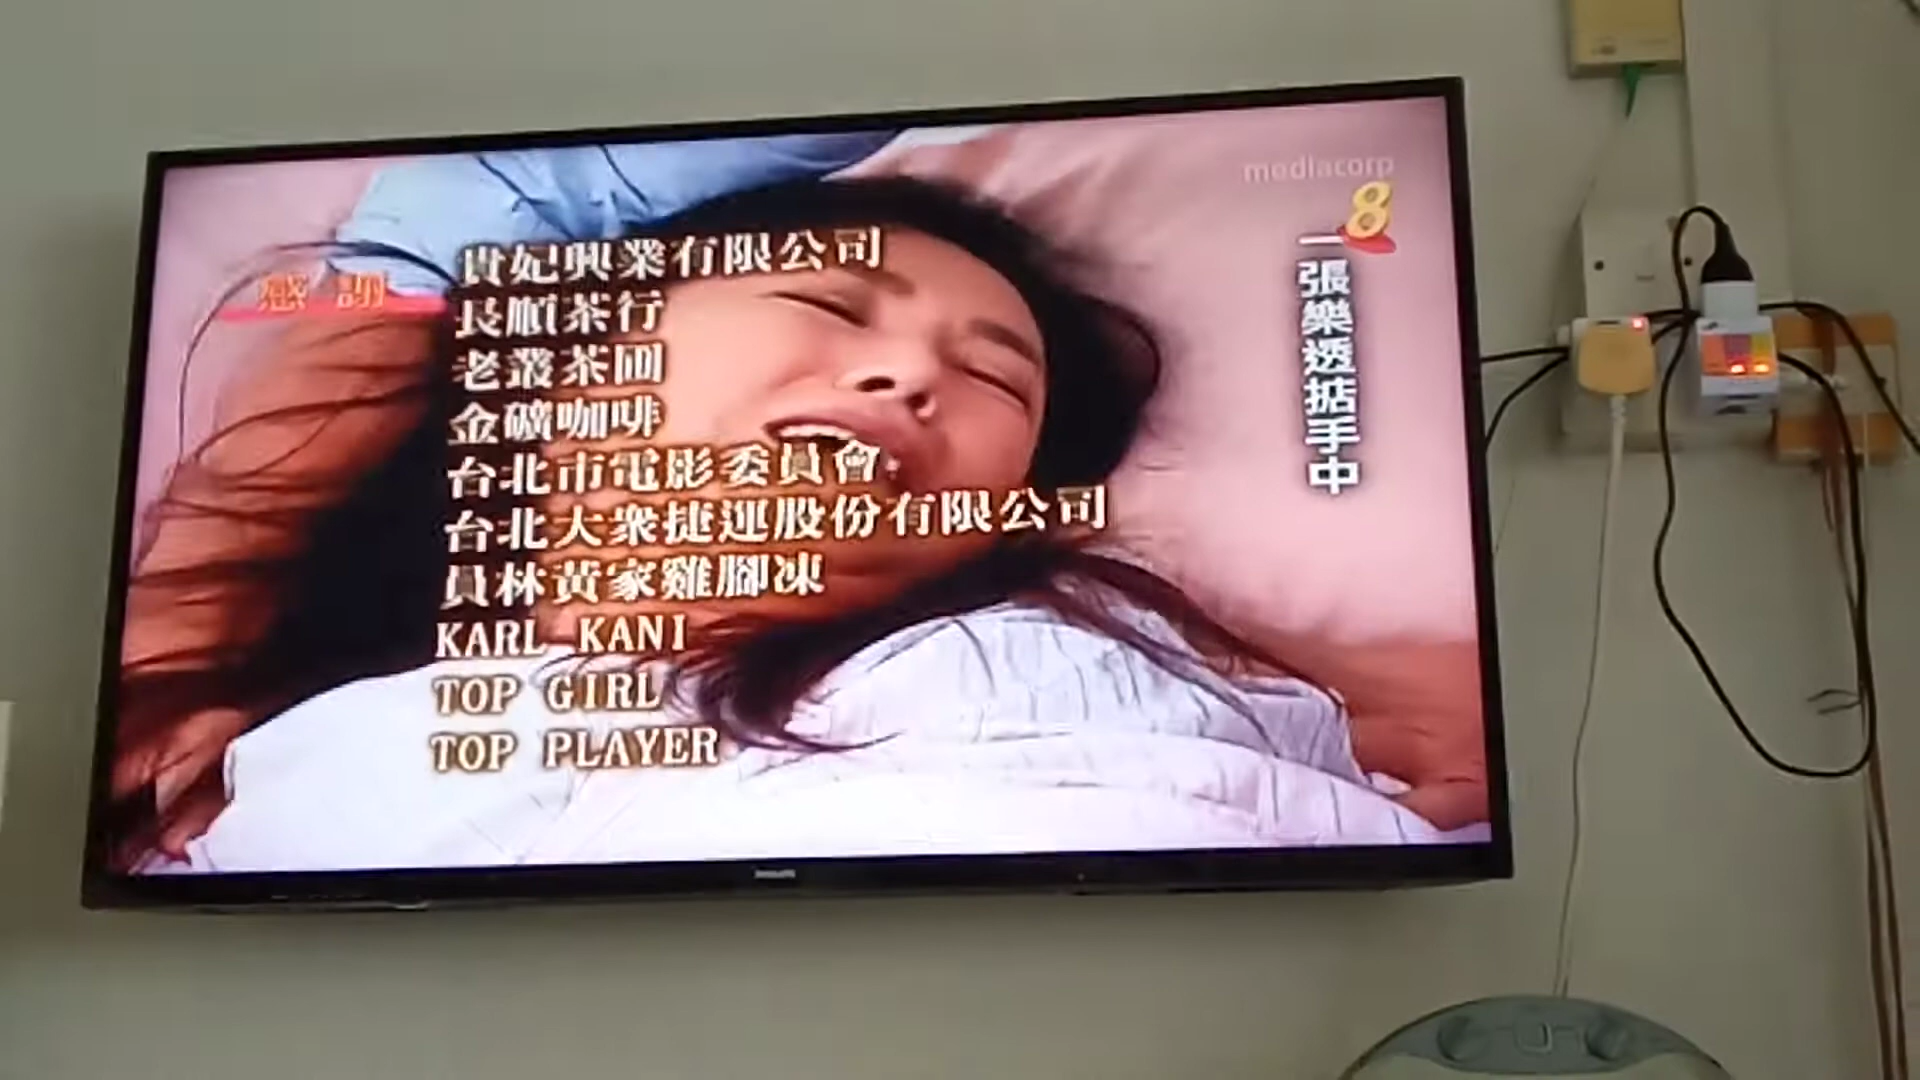 mediacorp
8
感謝
貴妃興業有限公司
長順茶行
老叢茶圃
金礦咖啡
台北市電影委員會
台北大眾捷運股份有限公司
員林黃家雞腳凍
KARL KANI
TOP GIRL
TOP PLAYER
一張樂透掂手中
PHILIPS